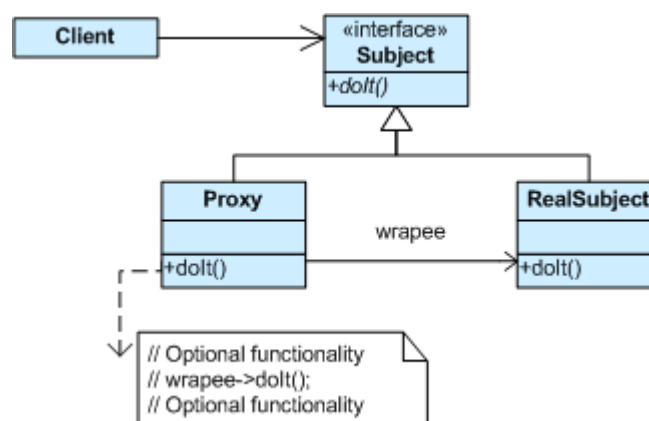 Client
«interface»
Subject
+doIt()
Proxy
RealSubject
wrapee
+doIt()
+doIt()
// Optional functionality
// wrapee->doIt();
// Optional functionality